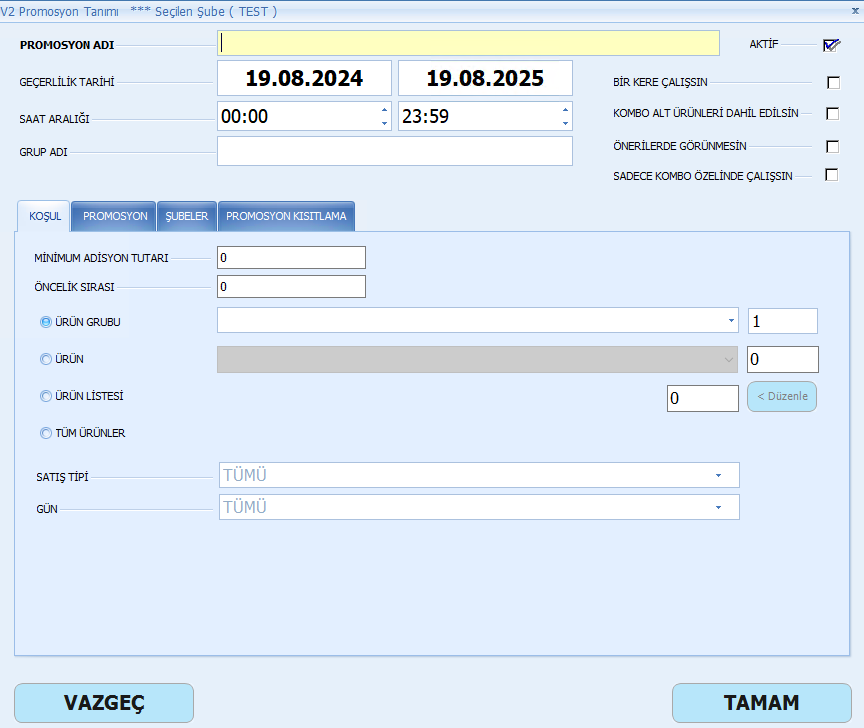 V2 Promosyon Tanımı *** Seçilen Şube ( TEST ) x
PROMOSYON ADI
AKTİF
GEÇERLİLİK TARİHİ 19.08.2024 19.08.2025
BİR KERE ÇALIŞSIN
SAAT ARALIĞI 00:00 23:59
KOMBO ALT ÜRÜNLERİ DAHİL EDİLSİN
GRUP ADI
ÖNERİLERDE GÖRÜNMESİN
SADECE KOMBO ÖZELİNDE ÇALIŞSIN
KOŞUL PROMOSYON ŞUBELER PROMOSYON KISITLAMA
MİNİMUM ADİSYON TUTARI 0
ÖNCELİK SIRASI 0
ÜRÜN GRUBU 1
ÜRÜN 0
ÜRÜN LİSTESİ 0 < Düzenle
TÜM ÜRÜNLER
SATIŞ TİPİ TÜMÜ
GÜN TÜMÜ
VAZGEÇ TAMAM